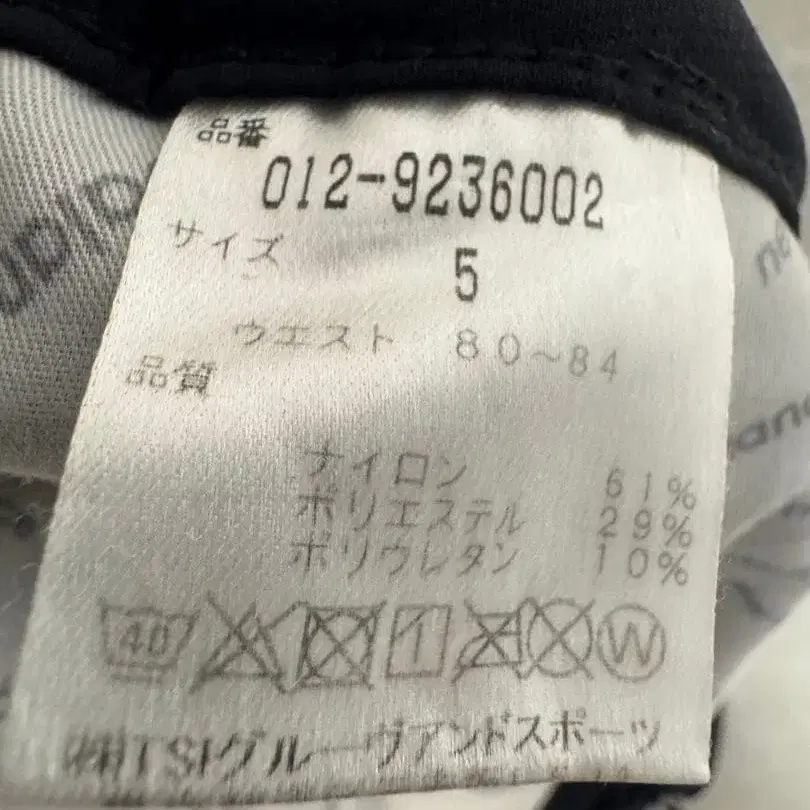 品番
012-9236002
サイズ 5
ウエスト 80~84
品質
ナイロン 61%
ポリエステル 29%
ポリウレタン 10%
40 W
㈱TSIグルーヴアンドスポーツ